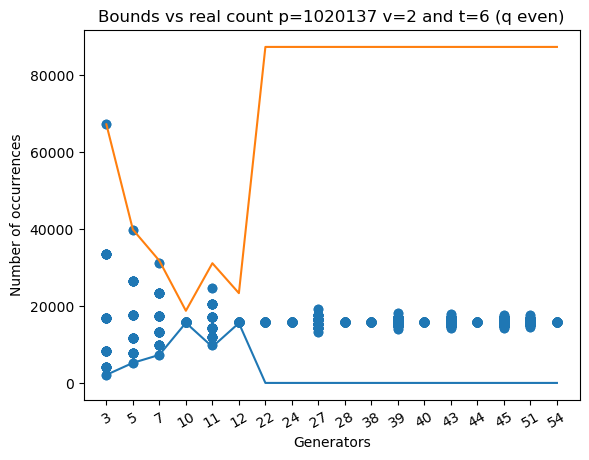 Bounds vs real count p=1020137 v=2 and t=6 (q even)
Number of occurrences
80000
60000
40000
20000
0
3 5 7 10 11 12 22 24 27 28 38 39 40 43 44 45 51 54
Generators